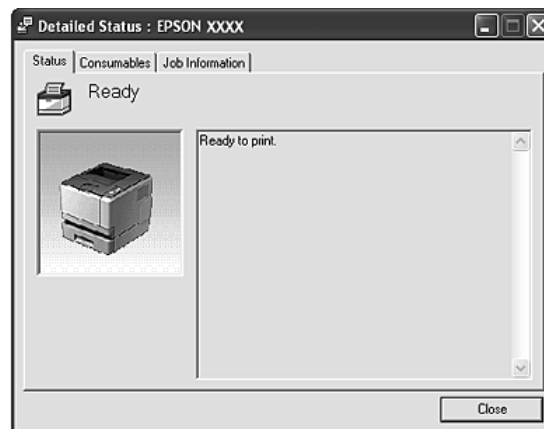 Detailed Status : EPSON XXXX
Status Consumables Job Information
Ready
Ready to print.
Close